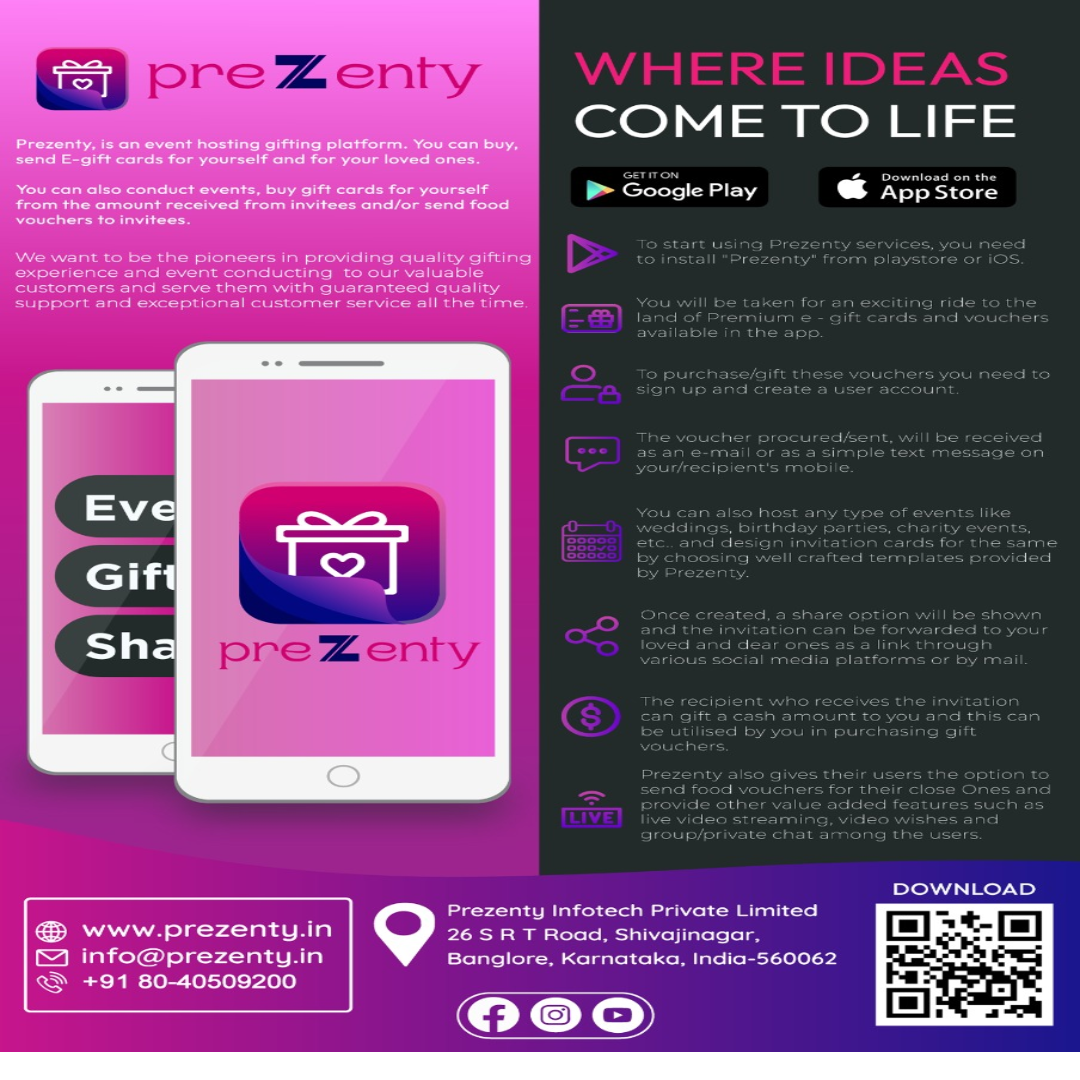 preZenty
Prezenty, is an event hosting gifting platform. You can buy,
send E-gift cards for yourself and for your loved ones.
You can also conduct events, buy gift cards for yourself
from the amount received from invitees and/or send food
vouchers to invitees.
We want to be the pioneers in providing quality gifting
experience and event conducting to our valuable
customers and serve them with guaranteed quality
support and exceptional customer service all the time.
Eve
Gift
Sha
preZenty
WHERE IDEAS
COME TO LIFE
GET IT ON
Google Play
Download on the
App Store
To start using Prezenty services, you need
to install "Prezenty" from playstore or iOS.
You will be taken for an exciting ride to the
land of Premium e - gift cards and vouchers
available in the app.
To purchase/gift these vouchers you need to
sign up and create a user account.
The voucher procured/sent, will be received
as an e-mail or as a simple text message on
your/recipient's mobile.
You can also host any type of events like
weddings, birthday parties, charity events,
etc.. and design invitation cards for the same
by choosing well crafted templates provided
by Prezenty.
Once created, a share option will be shown
and the invitation can be forwarded to your
loved and dear ones as a link through
various social media platforms or by mail.
The recipient who receives the invitation
can gift a cash amount to you and this can
be utilised by you in purchasing gift
vouchers.
Prezenty also gives their users the option to
send food vouchers for their close Ones and
provide other value added features such as
live video streaming, video wishes and
group/private chat among the users.
LIVE
www.prezenty.in
info@prezenty.in
+91 80-40509200
Prezenty Infotech Private Limited
26 S R T Road, Shivajinagar,
Banglore, Karnataka, India-560062
DOWNLOAD